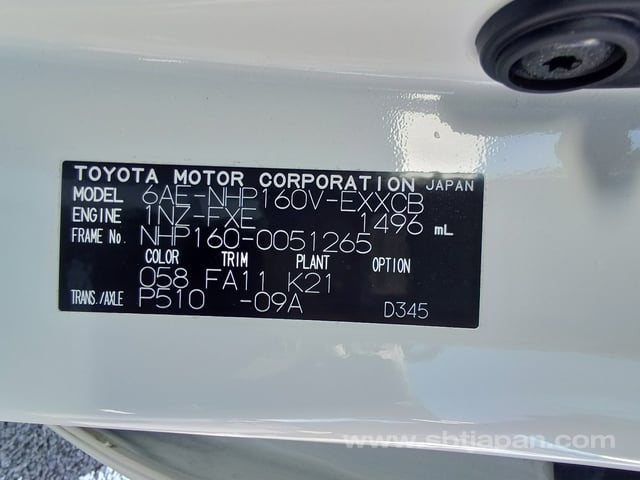 TOYOTA MOTOR CORPORATION JAPAN
MODEL 6AE-NHP160V-EXXCB
ENGINE 1NZ-FXE 1496 mL
FRAME No. NHP160-0051265
COLOR TRIM PLANT OPTION
058 FA11 K21
TRANS./AXLE P510 -09A D345
www.sbtjapan.com